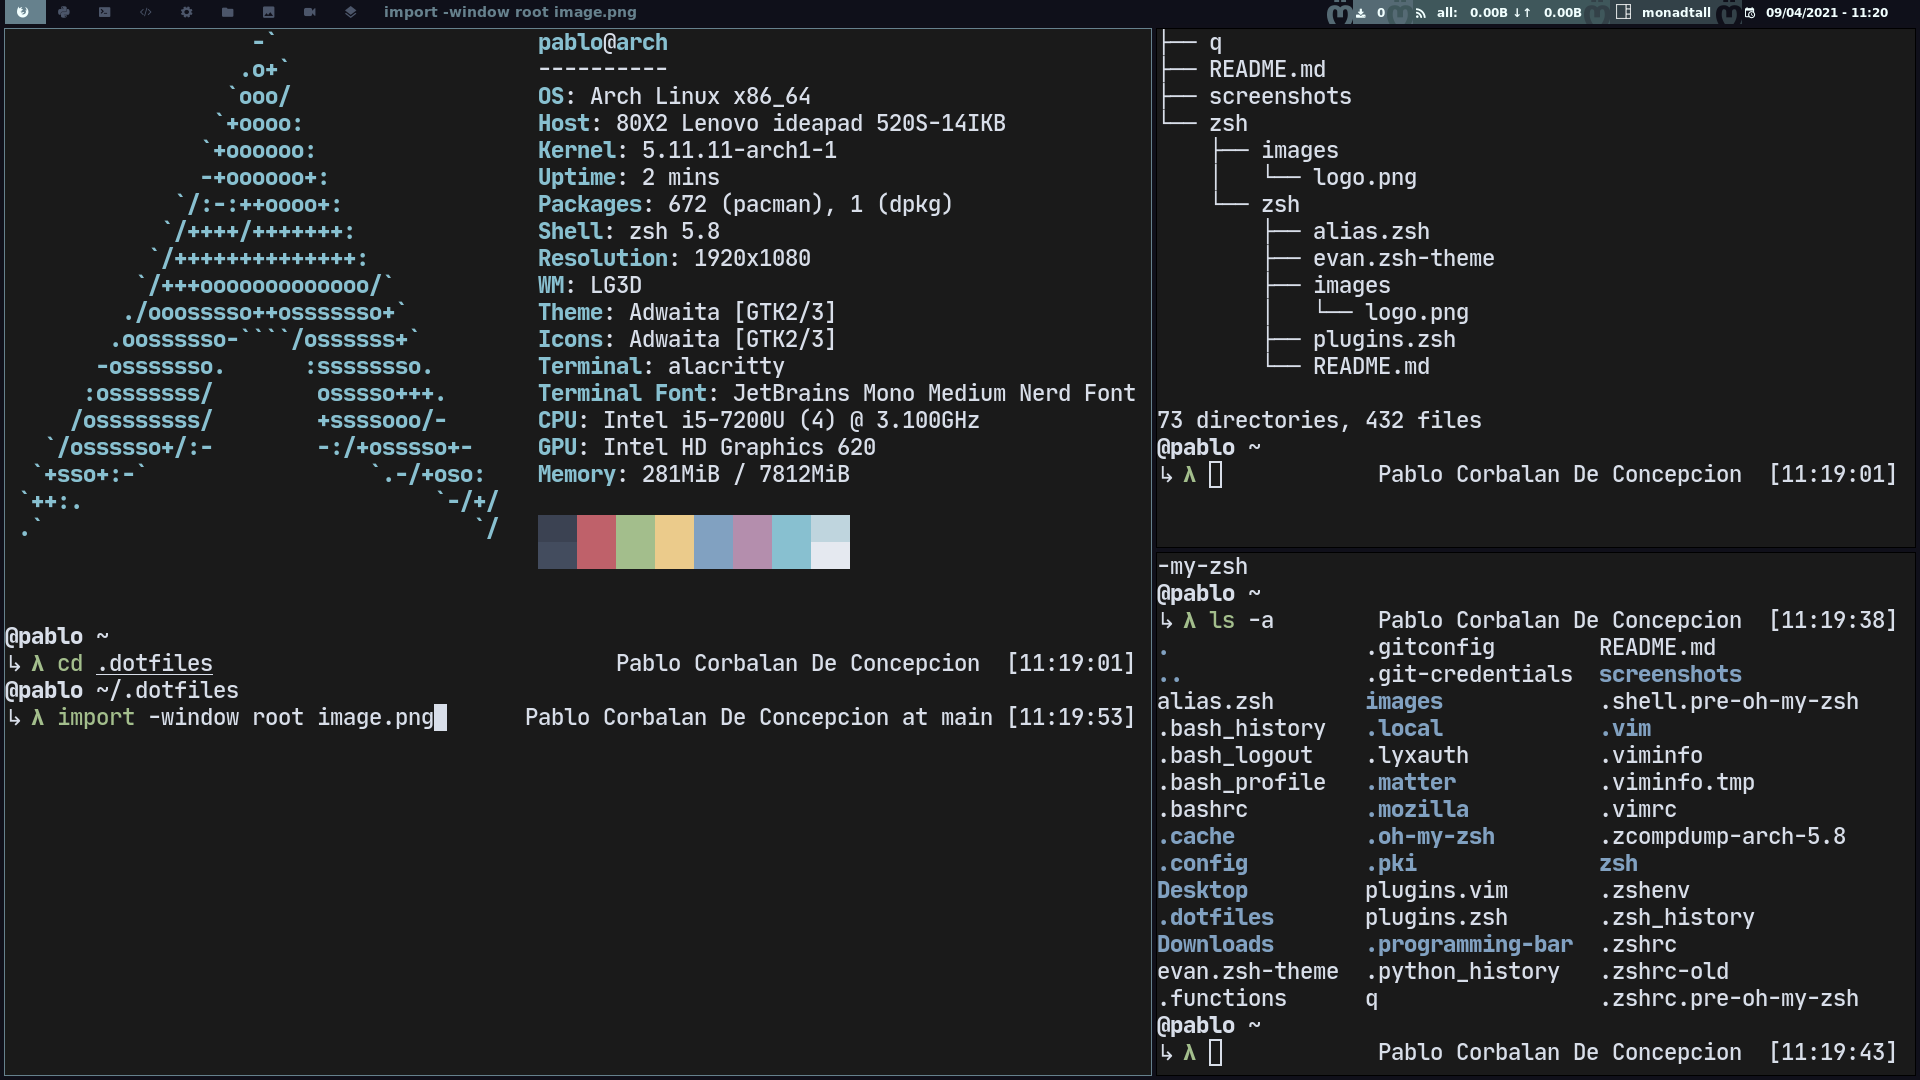 import -window root image.png
0 all: 0.00B ↓↑ 0.00B monadtall 09/04/2021 - 11:20
-`
.o+`
`ooo/
`+oooo:
`+oooooo:
-+oooooo+:
`/:-:++oooo+:
`/++++/+++++++:
`/++++++++++++++:
`/+++ooooooooooooo/`
./ooosssso++osssssso+`
.oossssso-````/ossssss+`
-osssssso. :ssssssso.
:osssssss/ osssso+++.
/ossssssss/ +ssssooo/-
`/ossssso+/:- -:/+osssso+-
`+sso+:-` `.-/+oso:
`++:. `-/+/
.` `/
pablo@arch
----------
OS: Arch Linux x86_64
Host: 80X2 Lenovo ideapad 520S-14IKB
Kernel: 5.11.11-arch1-1
Uptime: 2 mins
Packages: 672 (pacman), 1 (dpkg)
Shell: zsh 5.8
Resolution: 1920x1080
WM: LG3D
Theme: Adwaita [GTK2/3]
Icons: Adwaita [GTK2/3]
Terminal: alacritty
Terminal Font: JetBrains Mono Medium Nerd Font
CPU: Intel i5-7200U (4) @ 3.100GHz
GPU: Intel HD Graphics 620
Memory: 281MiB / 7812MiB
@pablo ~
↳ λ cd .dotfiles Pablo Corbalan De Concepcion [11:19:01]
@pablo ~/.dotfiles
↳ λ import -window root image.png Pablo Corbalan De Concepcion at main [11:19:53]
├── q
├── README.md
├── screenshots
└── zsh
├── images
│ └── logo.png
└── zsh
├── alias.zsh
├── evan.zsh-theme
├── images
│ └── logo.png
├── plugins.zsh
└── README.md
73 directories, 432 files
@pablo ~
↳ λ Pablo Corbalan De Concepcion [11:19:01]
-my-zsh
@pablo ~
↳ λ ls -a Pablo Corbalan De Concepcion [11:19:38]
. .gitconfig README.md
.. .git-credentials screenshots
alias.zsh images .shell.pre-oh-my-zsh
.bash_history .local .vim
.bash_logout .lyxauth .viminfo
.bash_profile .matter .viminfo.tmp
.bashrc .mozilla .vimrc
.cache .oh-my-zsh .zcompdump-arch-5.8
.config .pki zsh
Desktop plugins.vim .zshenv
.dotfiles plugins.zsh .zsh_history
Downloads .programming-bar .zshrc
evan.zsh-theme .python_history .zshrc-old
.functions q .zshrc.pre-oh-my-zsh
@pablo ~
↳ λ Pablo Corbalan De Concepcion [11:19:43]